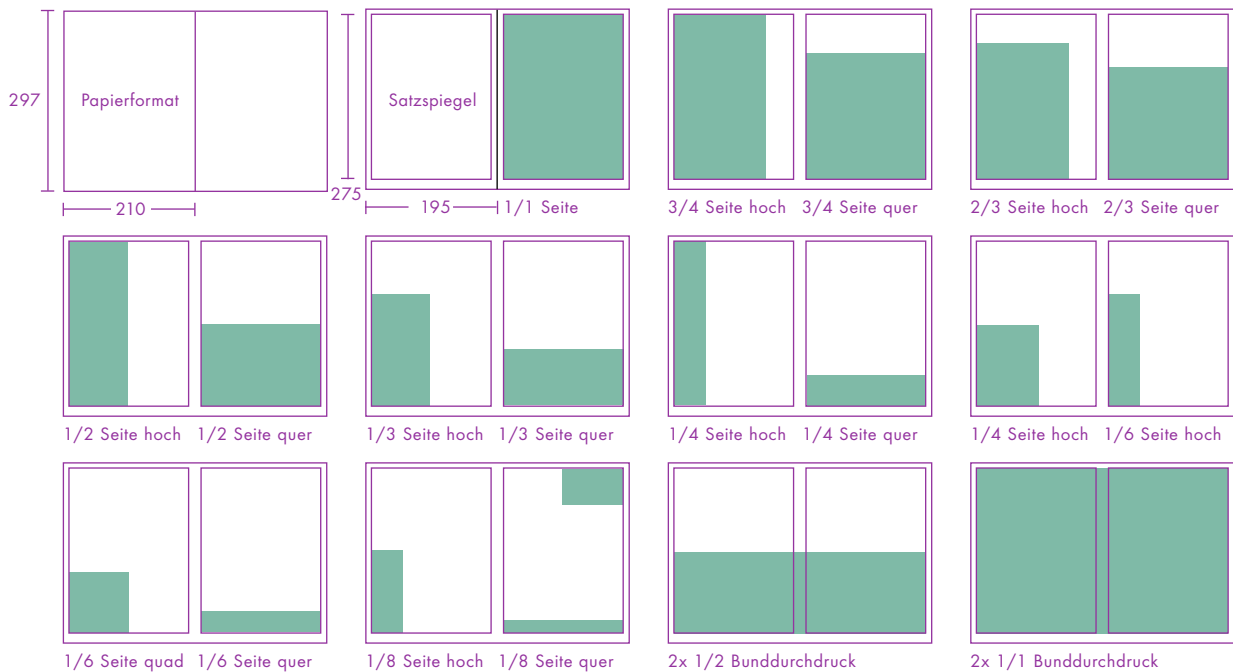 297
Papierformat
210
Satzspiegel
275
195
1/1 Seite
3/4 Seite hoch
3/4 Seite quer
2/3 Seite hoch
2/3 Seite quer
1/2 Seite hoch
1/2 Seite quer
1/3 Seite hoch
1/3 Seite quer
1/4 Seite hoch
1/4 Seite quer
1/4 Seite hoch
1/6 Seite hoch
1/6 Seite quad
1/6 Seite quer
1/8 Seite hoch
1/8 Seite quer
2x 1/2 Bunddurchdruck
2x 1/1 Bunddurchdruck